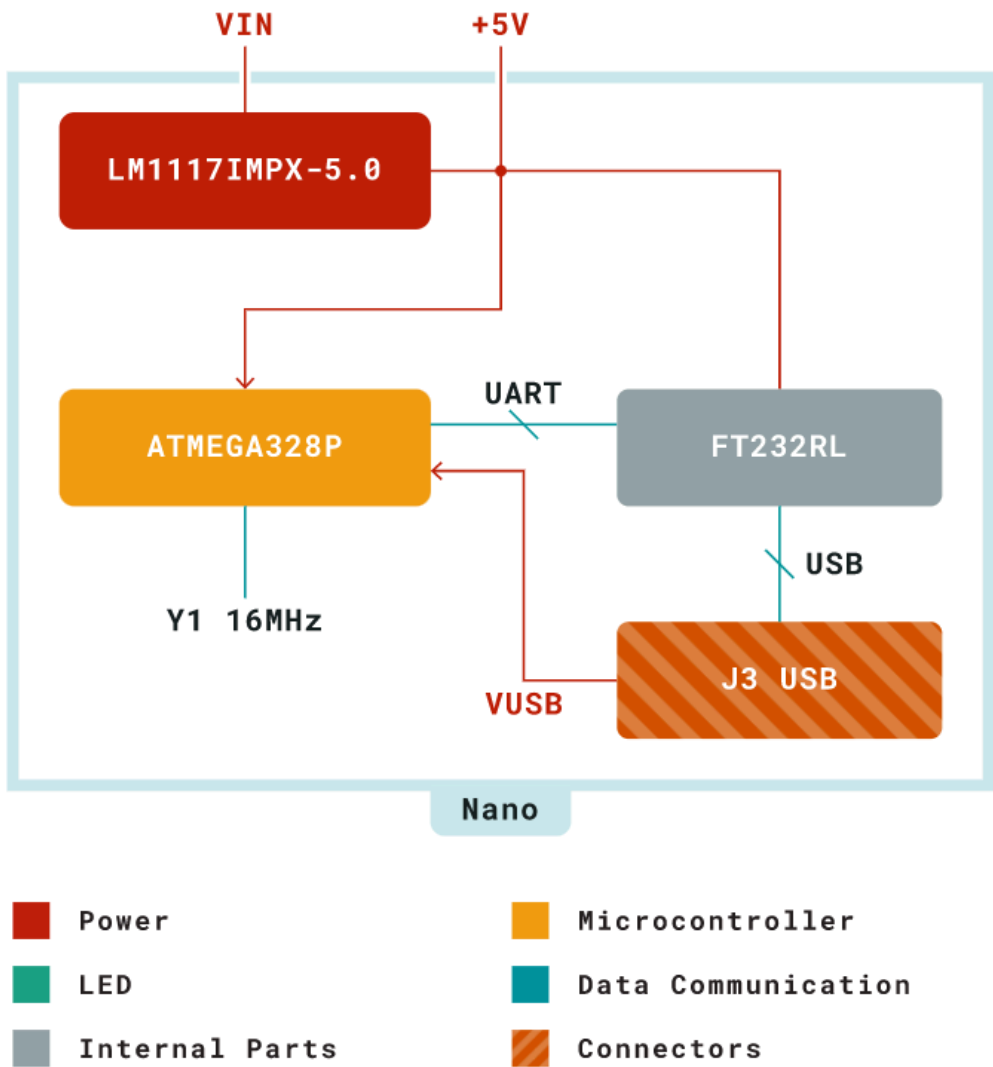 VIN
+5V
LM1117IMPX-5.0
UART
ATMEGA328P
FT232RL
USB
Y1 16MHz
J3 USB
VUSB
Nano
Power
Microcontroller
LED
Data Communication
Internal Parts
Connectors